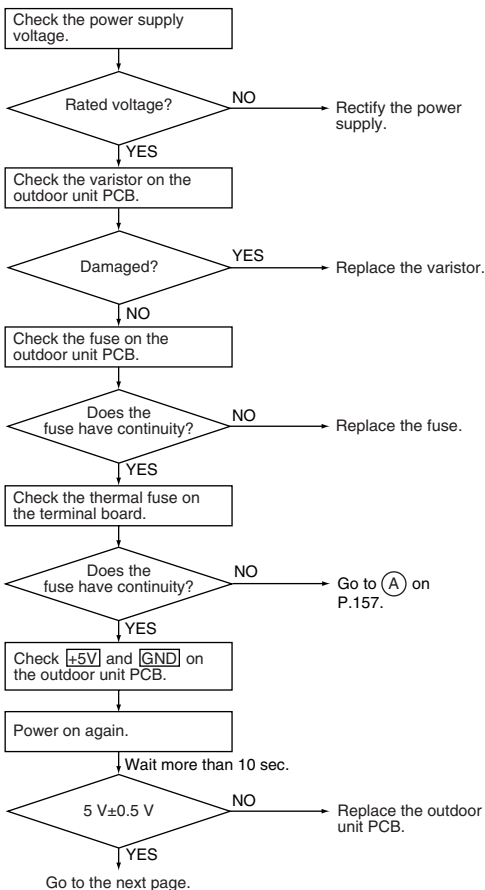 Check the power supply
voltage.
Rated voltage?
NO
Rectify the power
supply.
YES
Check the varistor on the
outdoor unit PCB.
Damaged?
YES
Replace the varistor.
NO
Check the fuse on the
outdoor unit PCB.
Does the
fuse have continuity?
NO
Replace the fuse.
YES
Check the thermal fuse on
the terminal board.
Does the
fuse have continuity?
NO
Go to A on
P.157.
YES
Check +5V and GND on
the outdoor unit PCB.
Power on again.
Wait more than 10 sec.
5 V±0.5 V
NO
Replace the outdoor
unit PCB.
YES
Go to the next page.